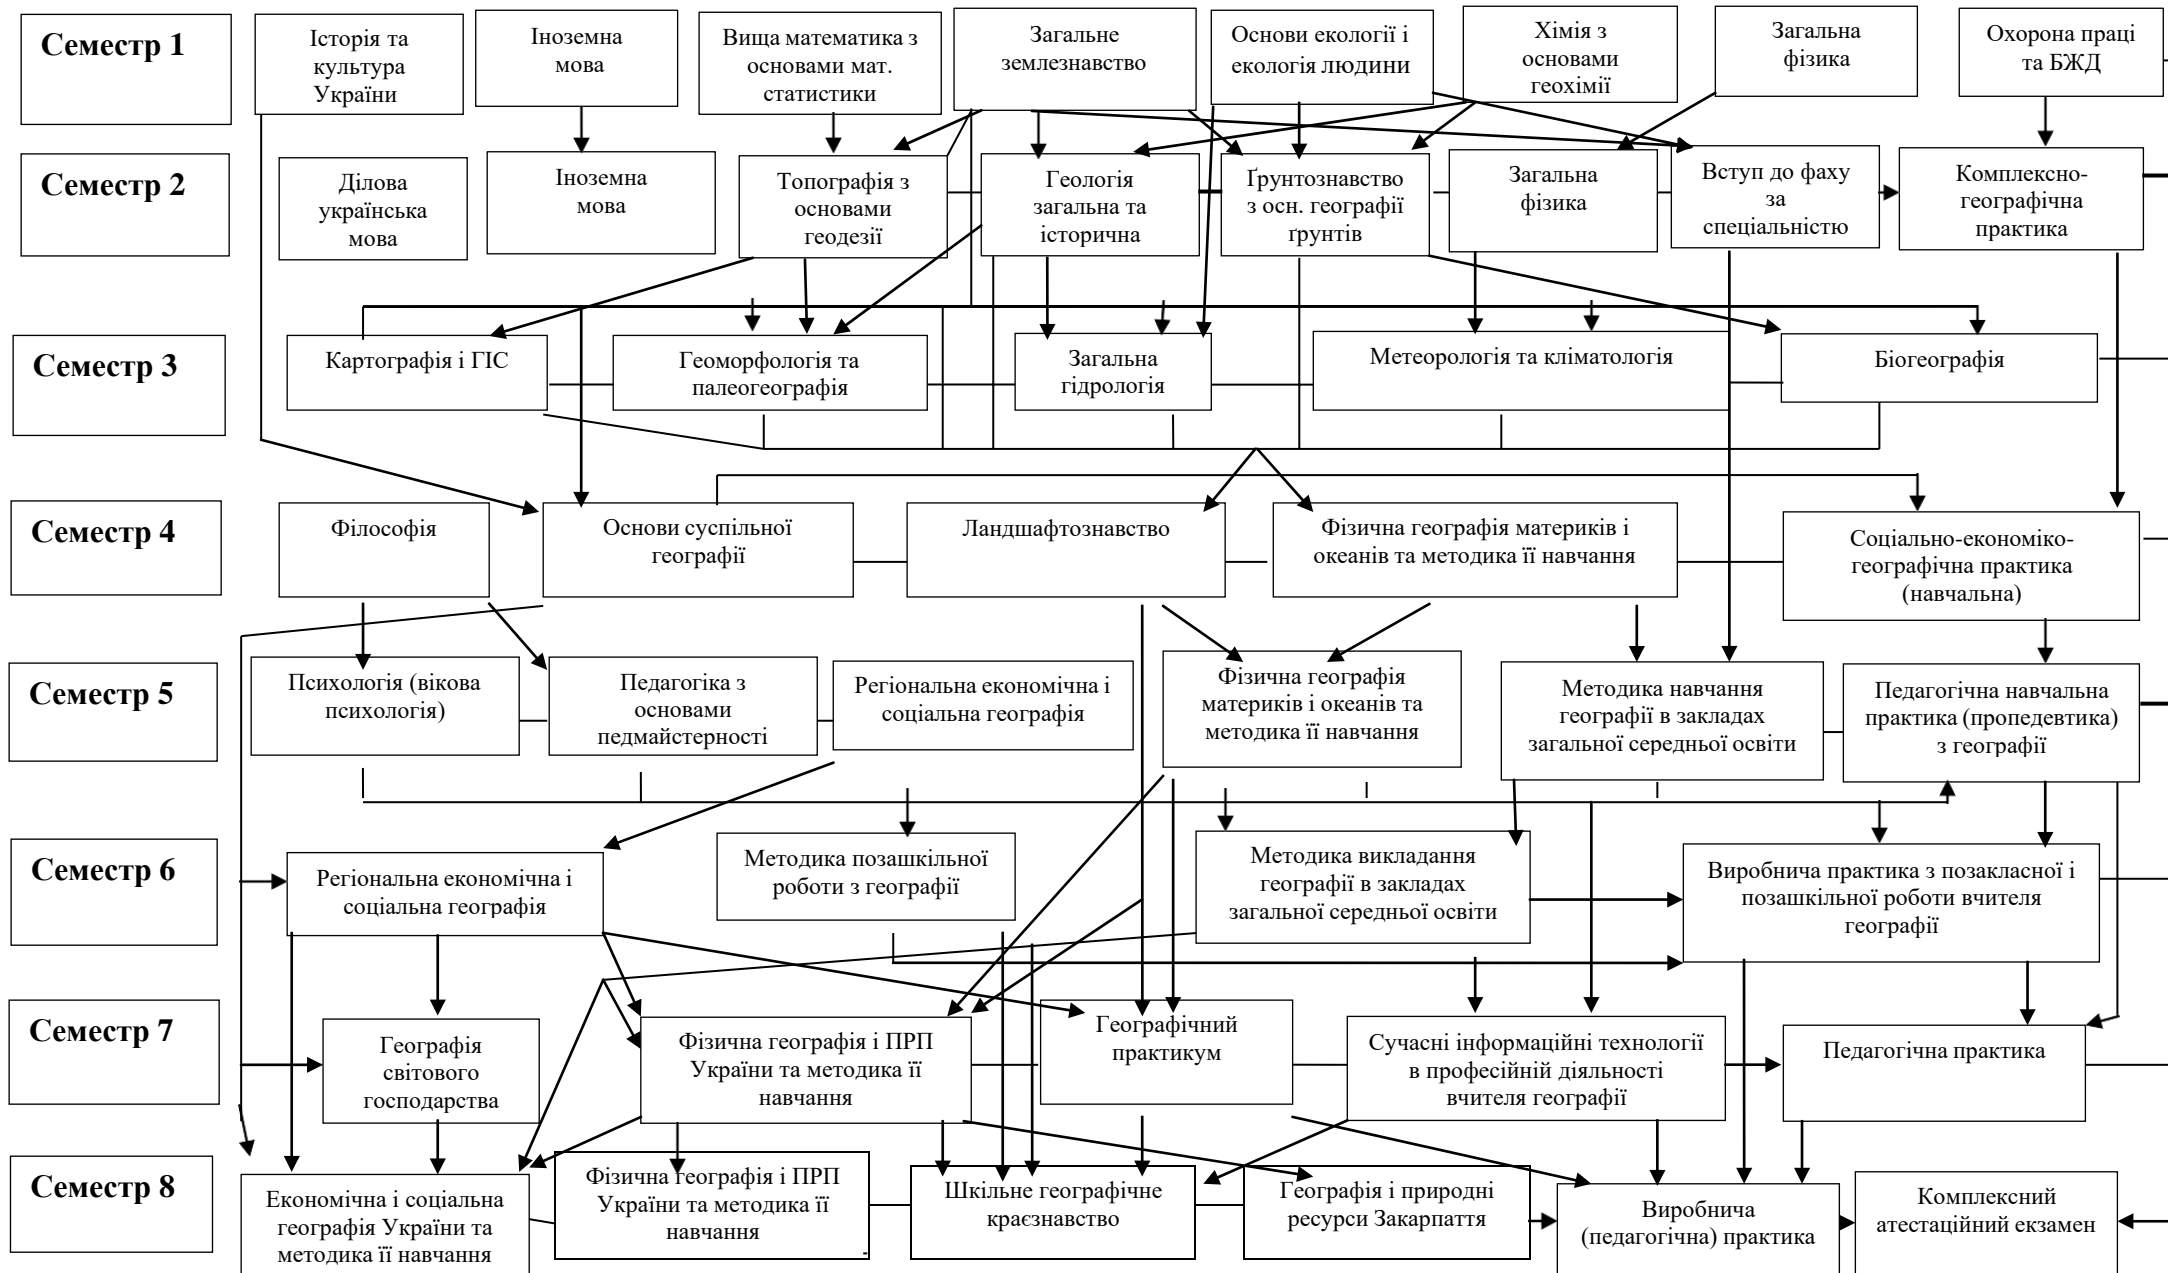 Семестр 1
Історія та
культура
України
Іноземна
мова
Вища математика з
основами мат.
статистики
Загальне
землезнавство
Основи екології і
екологія людини
Хімія з
основами
геохімії
Загальна
фізика
Охорона праці
та БЖД
Семестр 2
Ділова
українська
мова
Іноземна
мова
Топографія з
основами
геодезії
Геологія
загальна та
історична
Ґрунтознавство
з осн. географії
ґрунтів
Загальна
фізика
Вступ до фаху
за
спеціальністю
Комплексно-
географічна
практика
Семестр 3
Картографія і ГІС
Геоморфологія та
палеогеографія
Загальна
гідрологія
Метеорологія та кліматологія
Біогеографія
Семестр 4
Філософія
Основи суспільної
географії
Ландшафтознавство
Фізична географія материків і
океанів та методика її навчання
Соціально-економіко-
географічна практика
(навчальна)
Семестр 5
Психологія (вікова
психологія)
Педагогіка з
основами
педмайстерності
Регіональна економічна і
соціальна географія
Фізична географія
материків і океанів та
методика її навчання
Методика навчання
географії в закладах
загальної середньої освіти
Педагогічна навчальна
практика (пропедевтика)
з географії
Семестр 6
Регіональна економічна і
соціальна географія
Методика позашкільної
роботи з географії
Методика викладання
географії в закладах
загальної середньої освіти
Виробнича практика з позакласної і
позашкільної роботи вчителя
географії
Семестр 7
Географія
світового
господарства
Фізична географія і ПРП
України та методика її
навчання
Географічний
практикум
Сучасні інформаційні технології
в професійній діяльності
вчителя географії
Педагогічна практика
Семестр 8
Економічна і соціальна
географія України та
методика її навчання
Фізична географія і ПРП
України та методика її
навчання
Шкільне географічне
краєзнавство
Географія і природні
ресурси Закарпаття
Виробнича
(педагогічна) практика
Комплексний
атестаційний екзамен